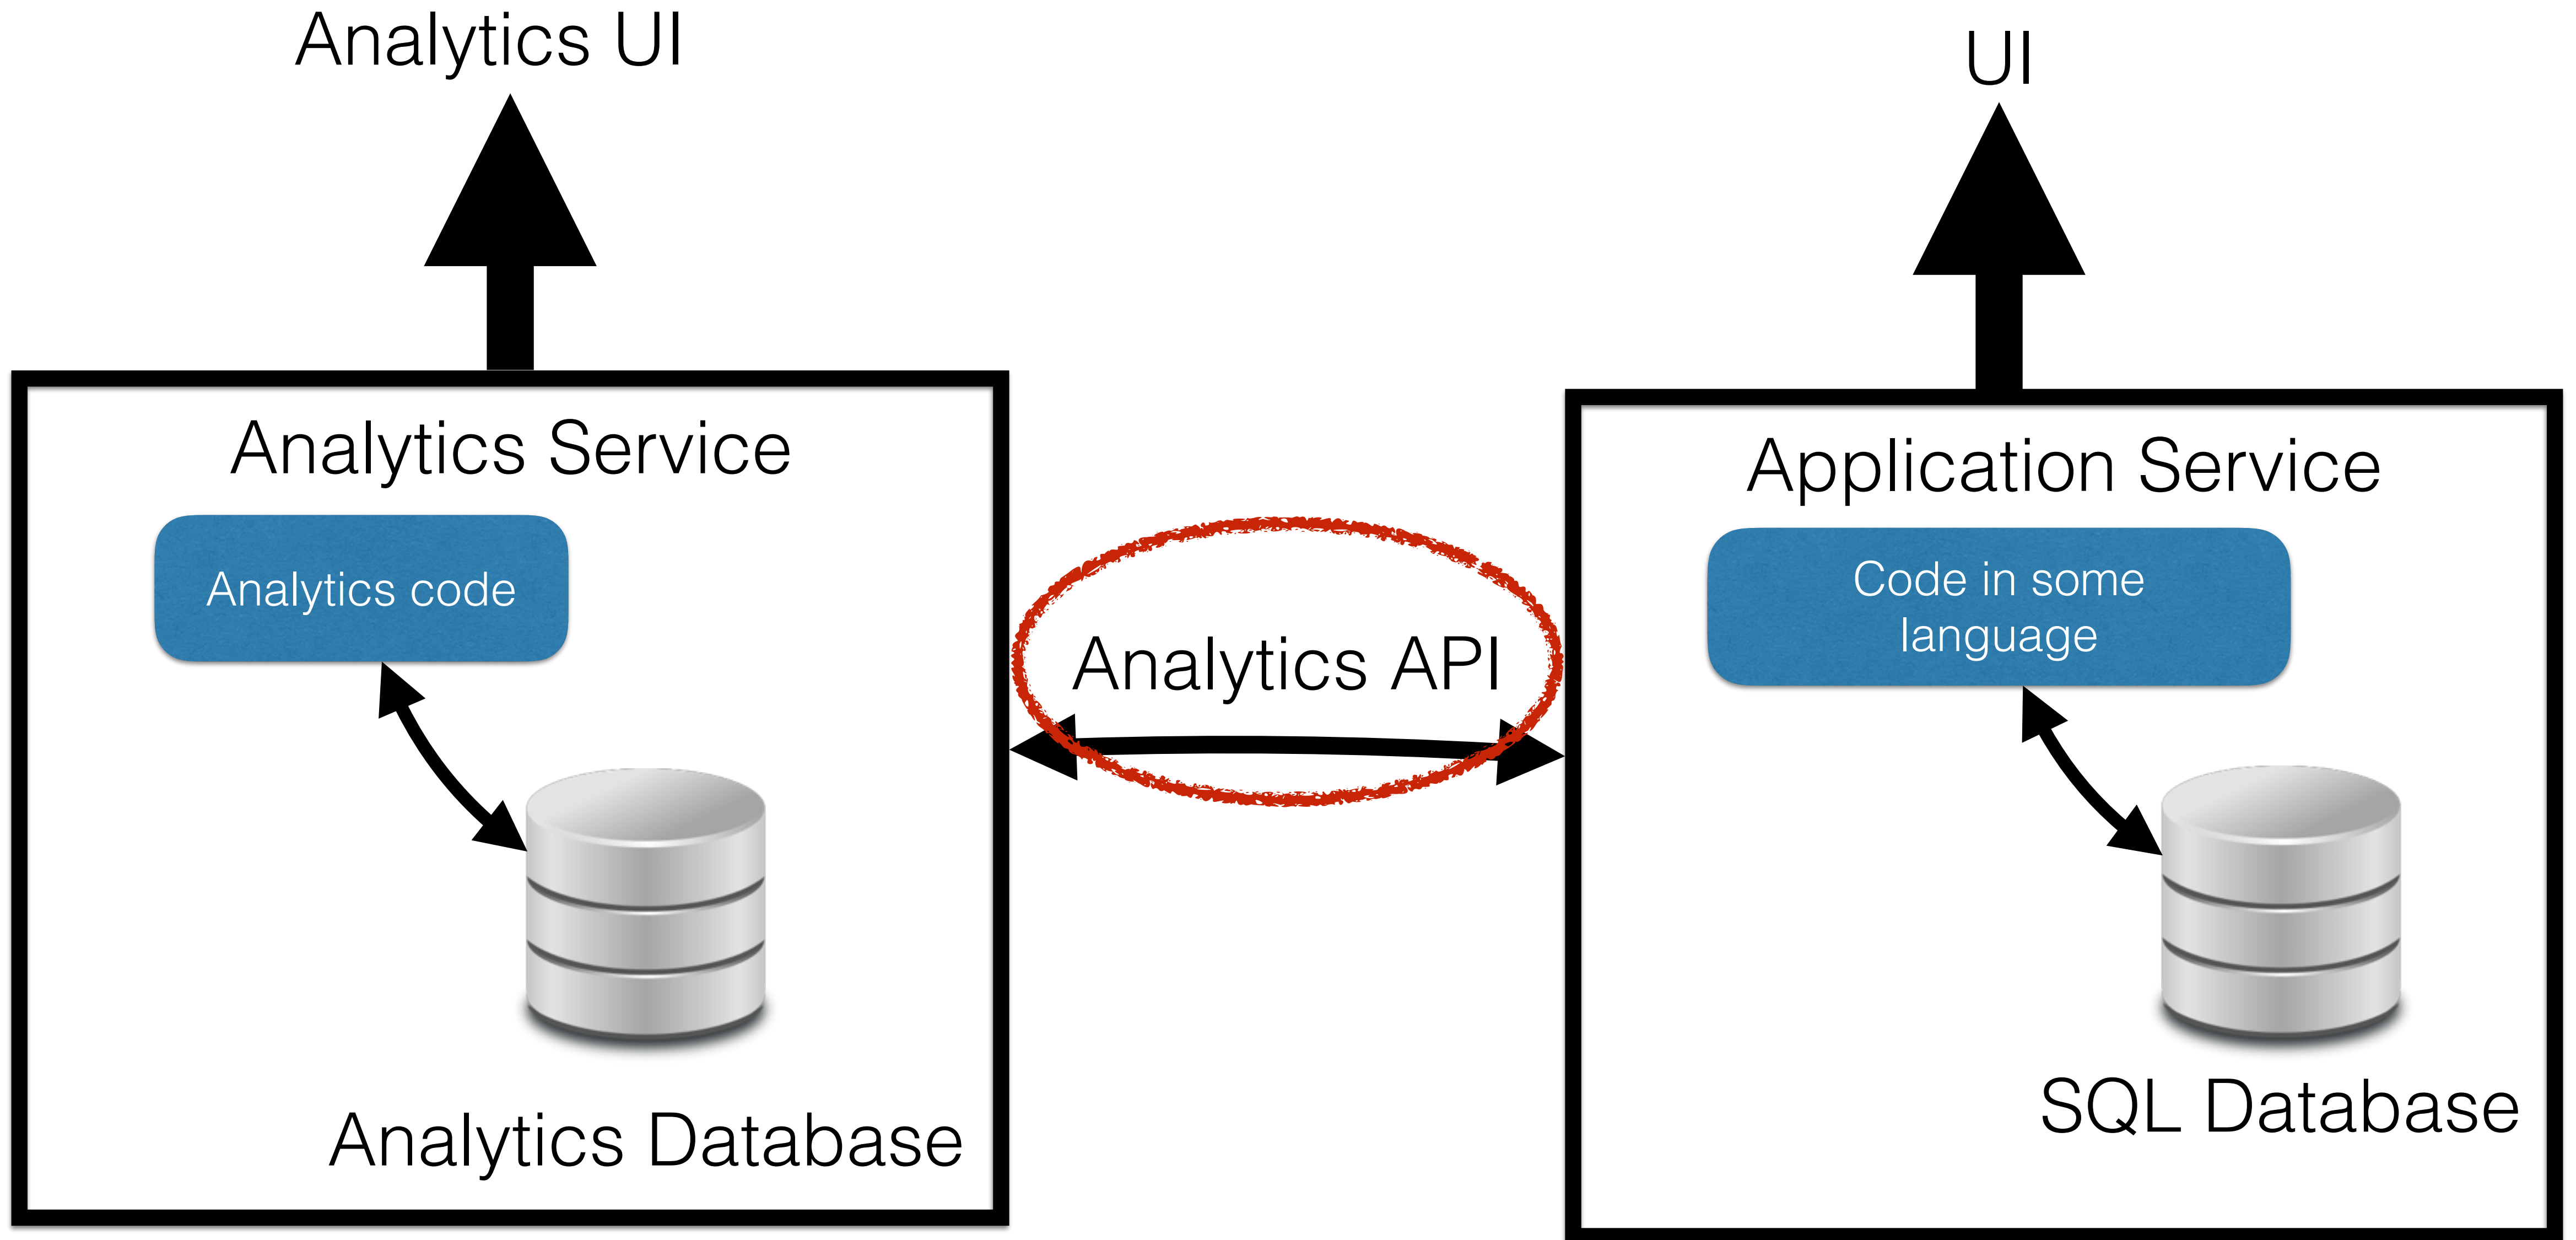 Analytics UI
UI
Analytics Service
Analytics code
Analytics Database
Analytics API
Application Service
Code in some
language
SQL Database